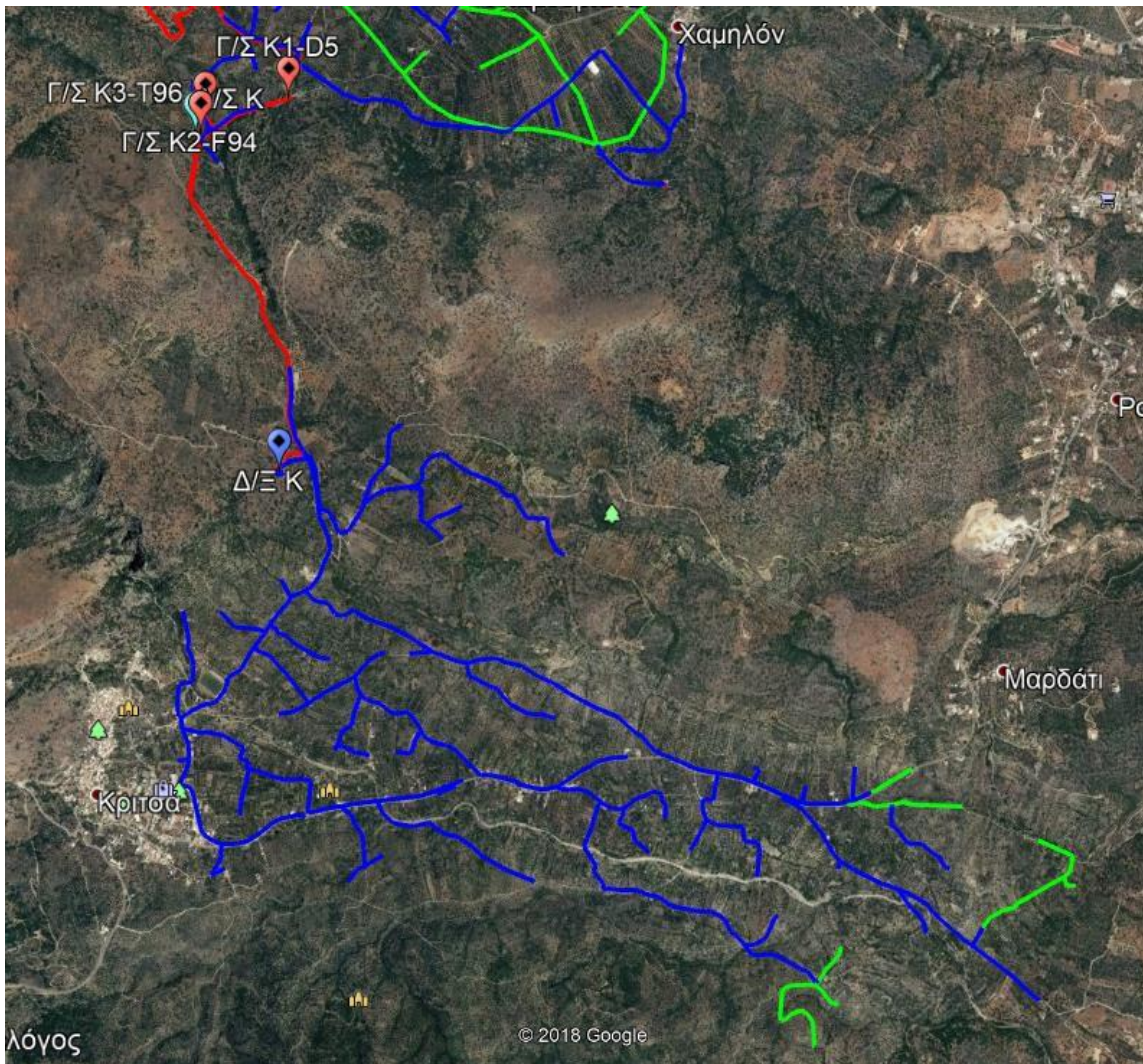 Χαμηλόν
Γ/Σ Κ1-D5
Γ/Σ Κ3-Τ96
/Σ Κ
Γ/Σ Κ2-F94
Δ/Ξ Κ
Μαρδάτι
Κριτσά
© 2018 Google
λόγος